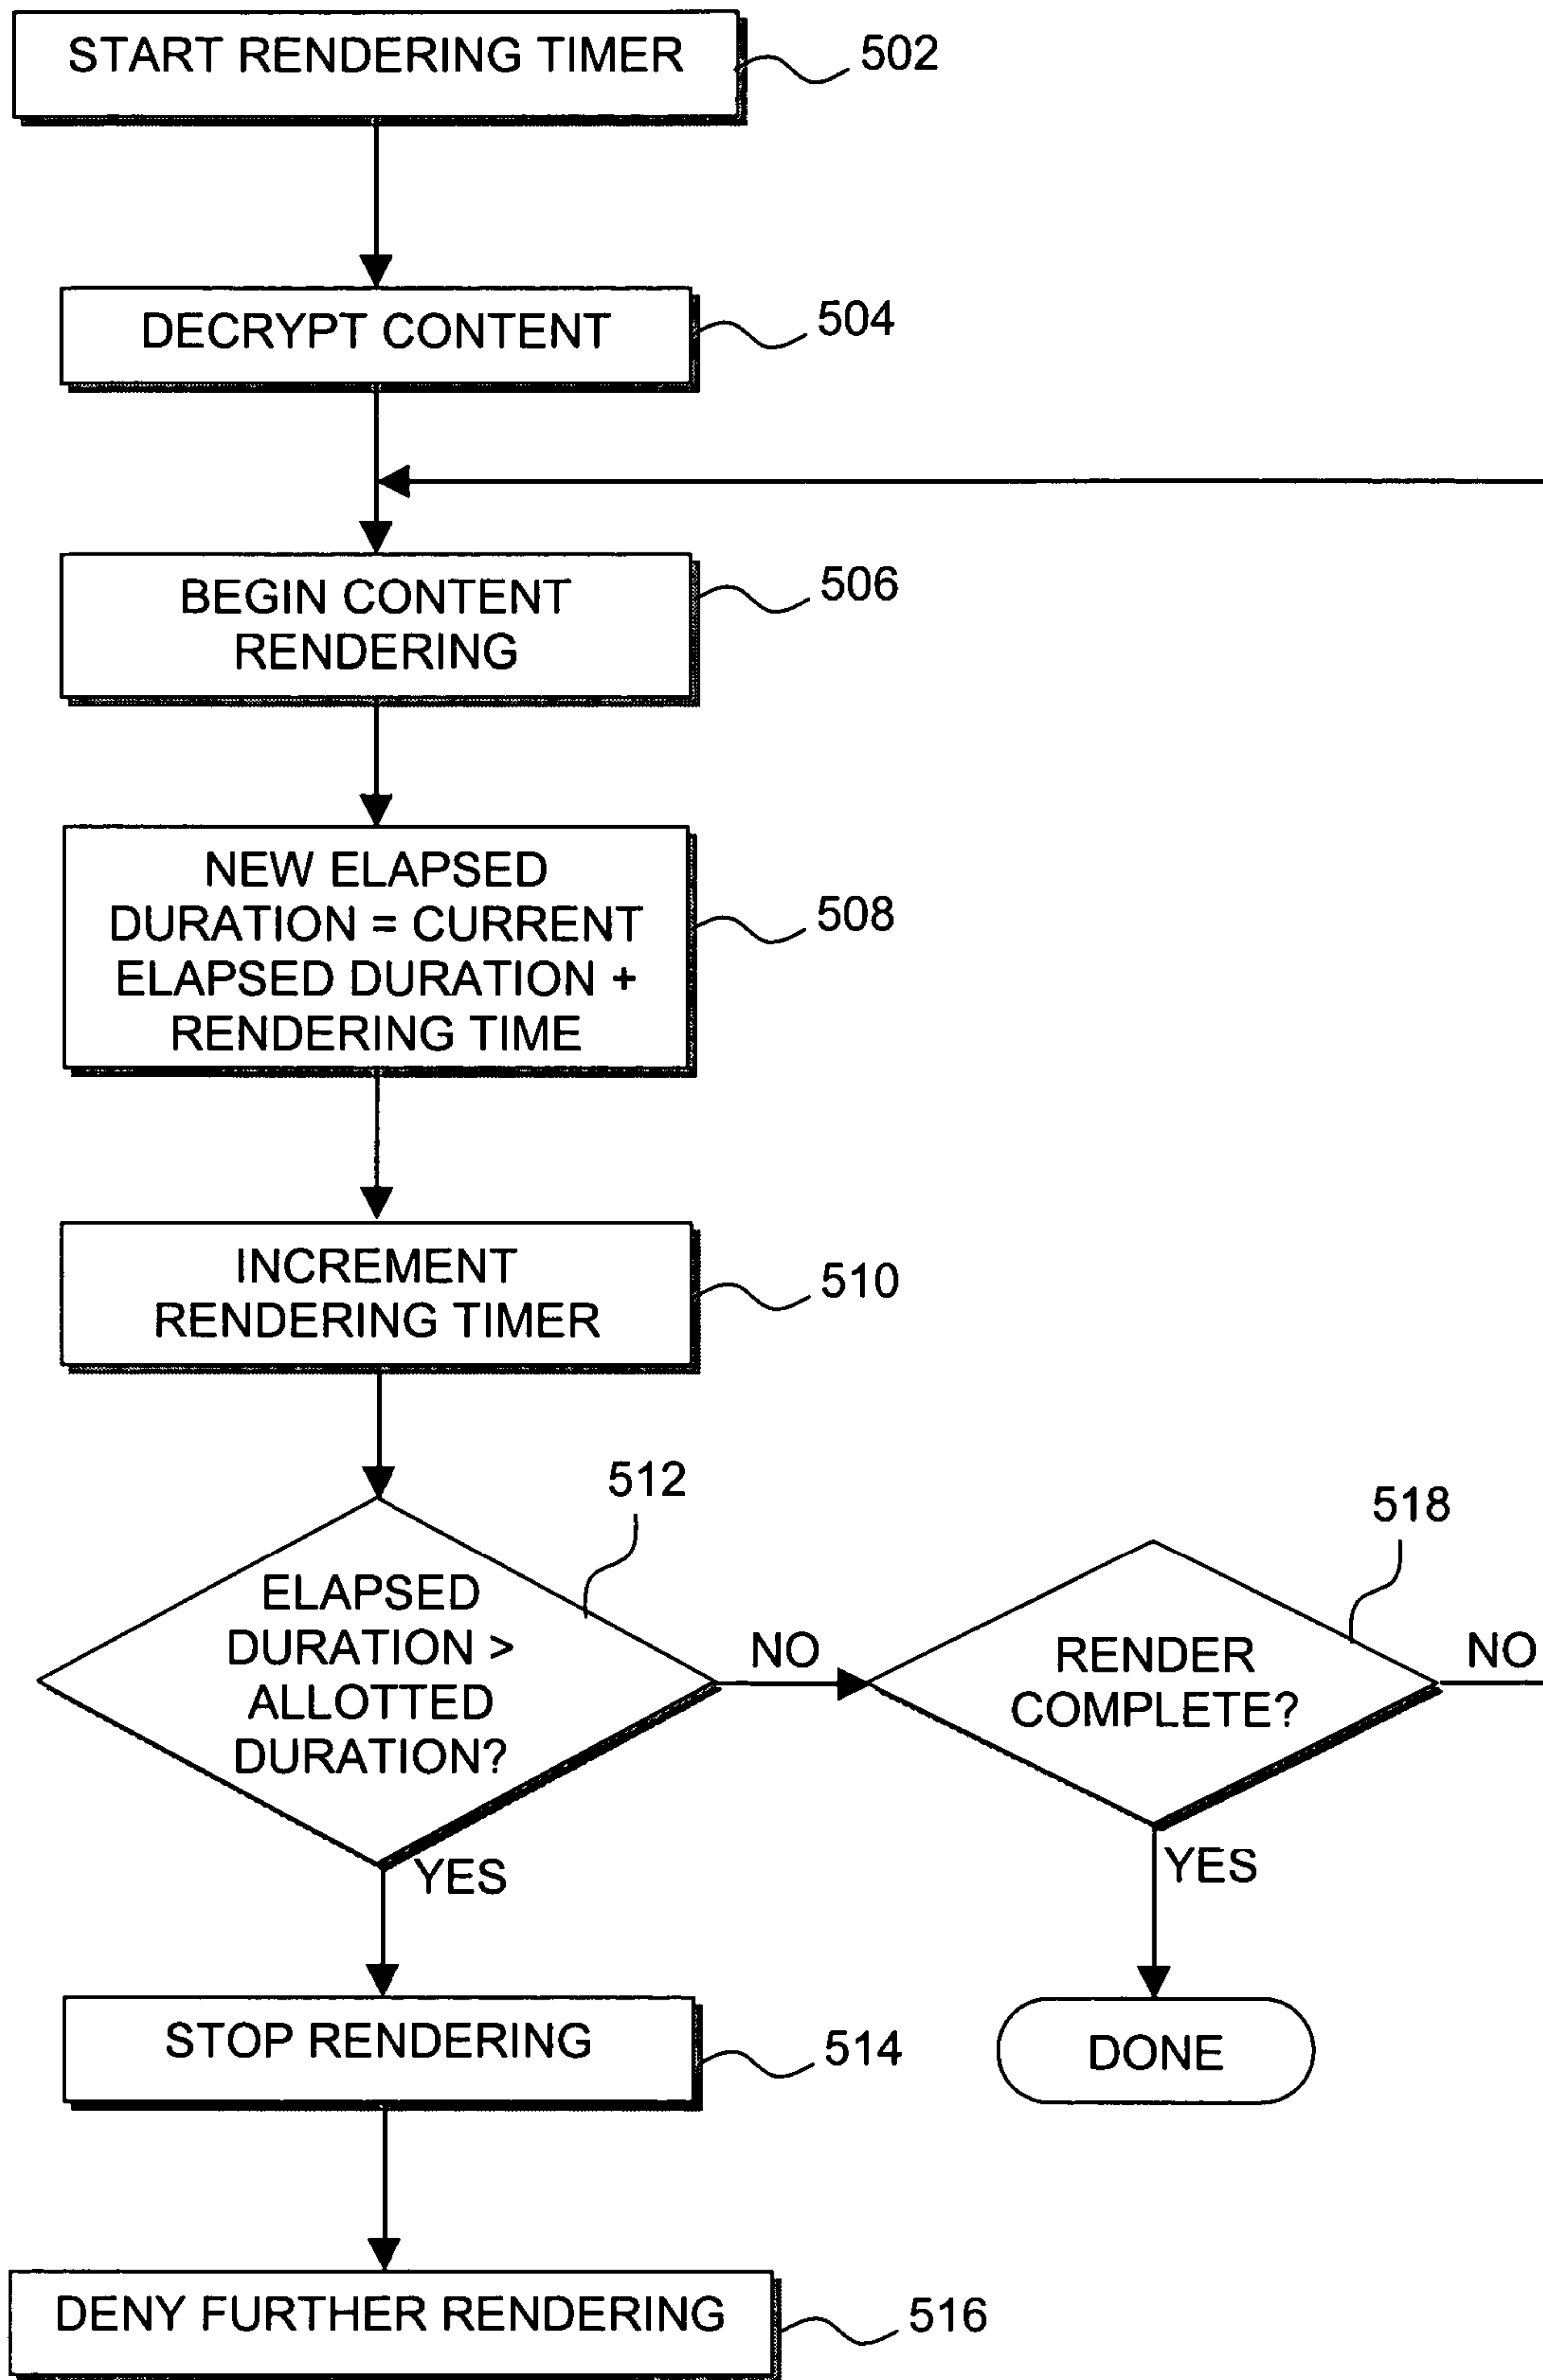 START RENDERING TIMER
502
DECRYPT CONTENT
504
BEGIN CONTENT
RENDERING
506
NEW ELAPSED
DURATION = CURRENT
ELAPSED DURATION +
RENDERING TIME
508
INCREMENT
RENDERING TIMER
510
512
ELAPSED
DURATION >
ALLOTTED
DURATION?
NO
YES
518
RENDER
COMPLETE?
NO
YES
STOP RENDERING
514
DONE
DENY FURTHER RENDERING
516